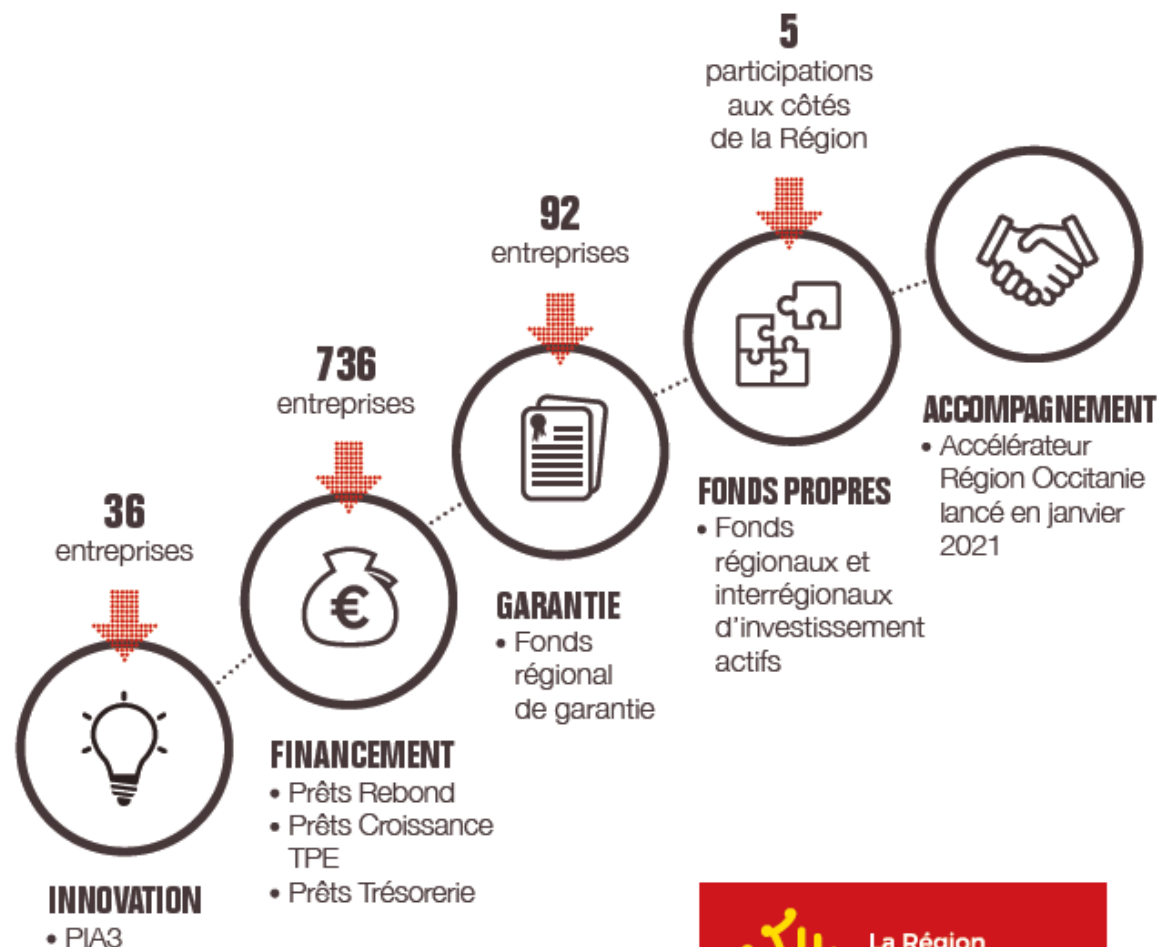 5
participations
aux côtés
de la Région
92
entreprises
736
entreprises
36
entreprises
€
ACCOMPAGNEMENT
• Accélérateur
Région Occitanie
lancé en janvier
2021
FONDS PROPRES
• Fonds
régionaux et
interrégionaux
d'investissement
actifs
GARANTIE
• Fonds
régional
de garantie
FINANCEMENT
• Prêts Rebond
• Prêts Croissance
TPE
• Prêts Trésorerie
INNOVATION
• PIA3
La Région